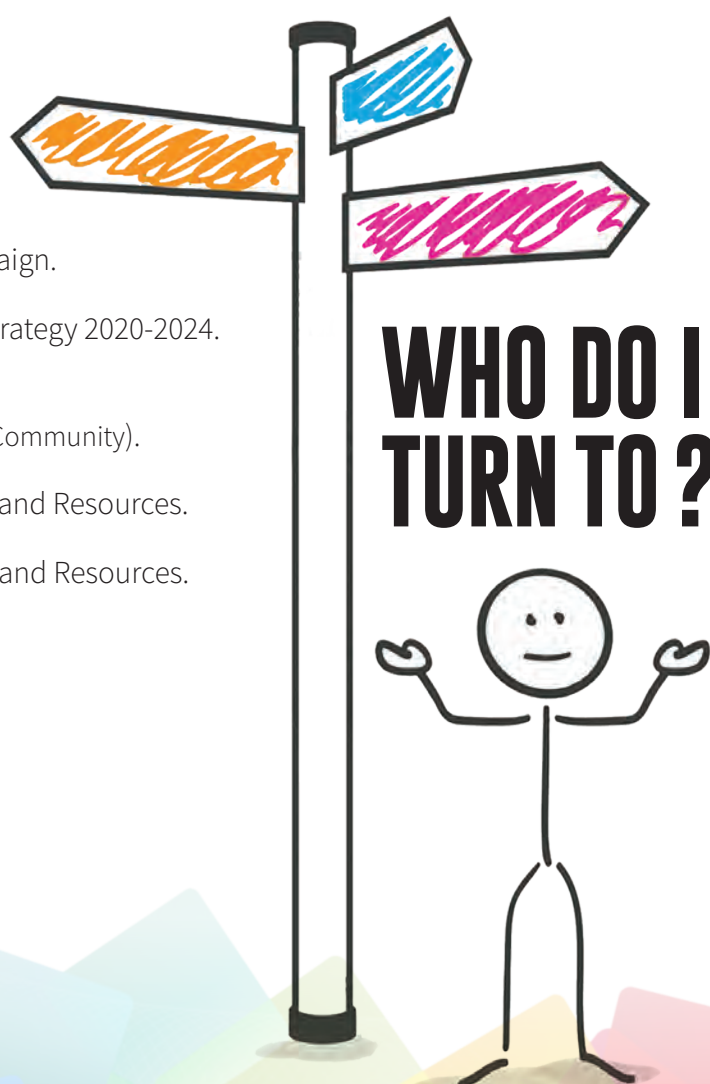 aign.
rategy 2020-2024.
WHO DO I
TURN TO ?
Community).
and Resources.
and Resources.